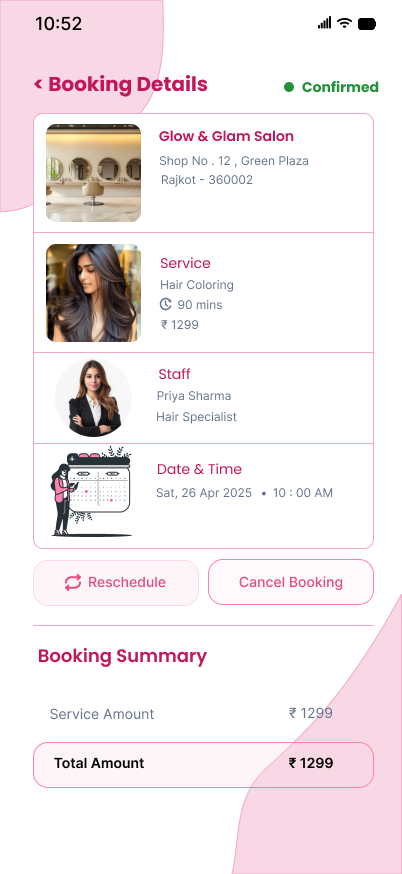 10:52
< Booking Details
Confirmed
Glow & Glam Salon
Shop No . 12 , Green Plaza
Rajkot - 360002
Service
Hair Coloring
90 mins
₹ 1299
Staff
Priya Sharma
Hair Specialist
Date & Time
Sat, 26 Apr 2025 • 10 : 00 AM
Reschedule
Cancel Booking
Booking Summary
Service Amount ₹ 1299
Total Amount ₹ 1299